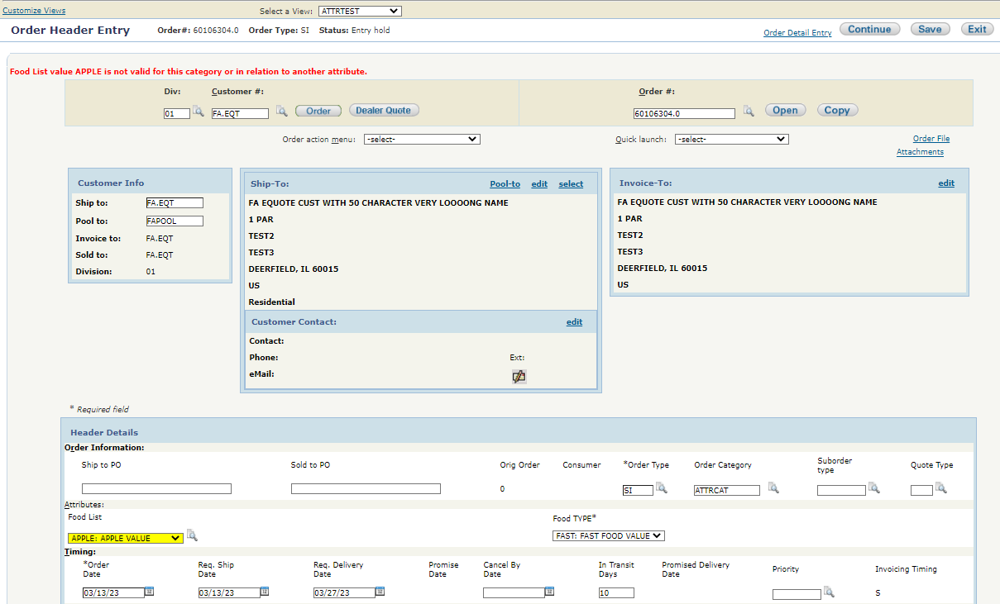 Customize Views Select a View: ATTRTEST
Order Header Entry Order#: 60106304.0 Order Type: SI Status: Entry hold Order Detail Entry Continue Save Exit
Food List value APPLE is not valid for this category or in relation to another attribute.
Div: Customer #: Order #:
01 FA.EQT Order Dealer Quote 60106304.0 Open Copy
Order action menu: -select- Quick launch: -select- Order File
Attachments
Customer Info
Ship to: FA.EQT
Pool to: FAPOOL
Invoice to: FA.EQT
Sold to: FA.EQT
Division: 01
Ship-To: Pool-to edit select
FA EQUOTE CUST WITH 50 CHARACTER VERY LOOOONG NAME
1 PAR
TEST2
TEST3
DEERFIELD, IL 60015
US
Residential
Customer Contact: edit
Contact:
Phone: Ext:
eMail:
Invoice-To: edit
FA EQUOTE CUST WITH 50 CHARACTER VERY LOOOONG NAME
1 PAR
TEST2
TEST3
DEERFIELD, IL 60015
US
* Required field
Header Details
Order Information:
Ship to PO Sold to PO Orig Order Consumer *Order Type Order Category Suborder type Quote Type
0 SI ATTRCAT
Attributes:
Food List Food TYPE*
APPLE: APPLE VALUE FAST: FAST FOOD VALUE
Timing:
*Order Date Req. Ship Date Req. Delivery Date Promise Date Cancel By Date In Transit Days Promised Delivery Date Priority Invoicing Timing
03/13/23 03/13/23 03/27/23 10 S